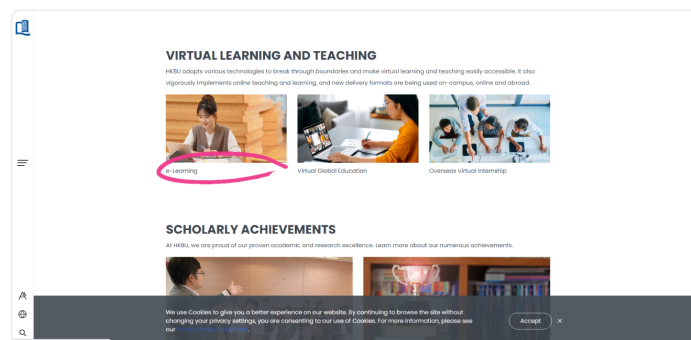 VIRTUAL LEARNING AND TEACHING
HKBU adopts various technologies to break through boundaries and make virtual learning and teaching easily accessible. It also
vigorously implements online teaching and learning, and new delivery formats are being used on-campus, online and abroad.
e-Learning
Virtual Global Education
Overseas Virtual Internship
SCHOLARLY ACHIEVEMENTS
At HKBU, we are proud of our proven academic and research excellence. Learn more about our numerous achievements.
We use Cookies to give you a better experience on our website. By continuing to browse the site without
changing your privacy settings, you are consenting to our use of Cookies. For more information, please see
our
Accept ×